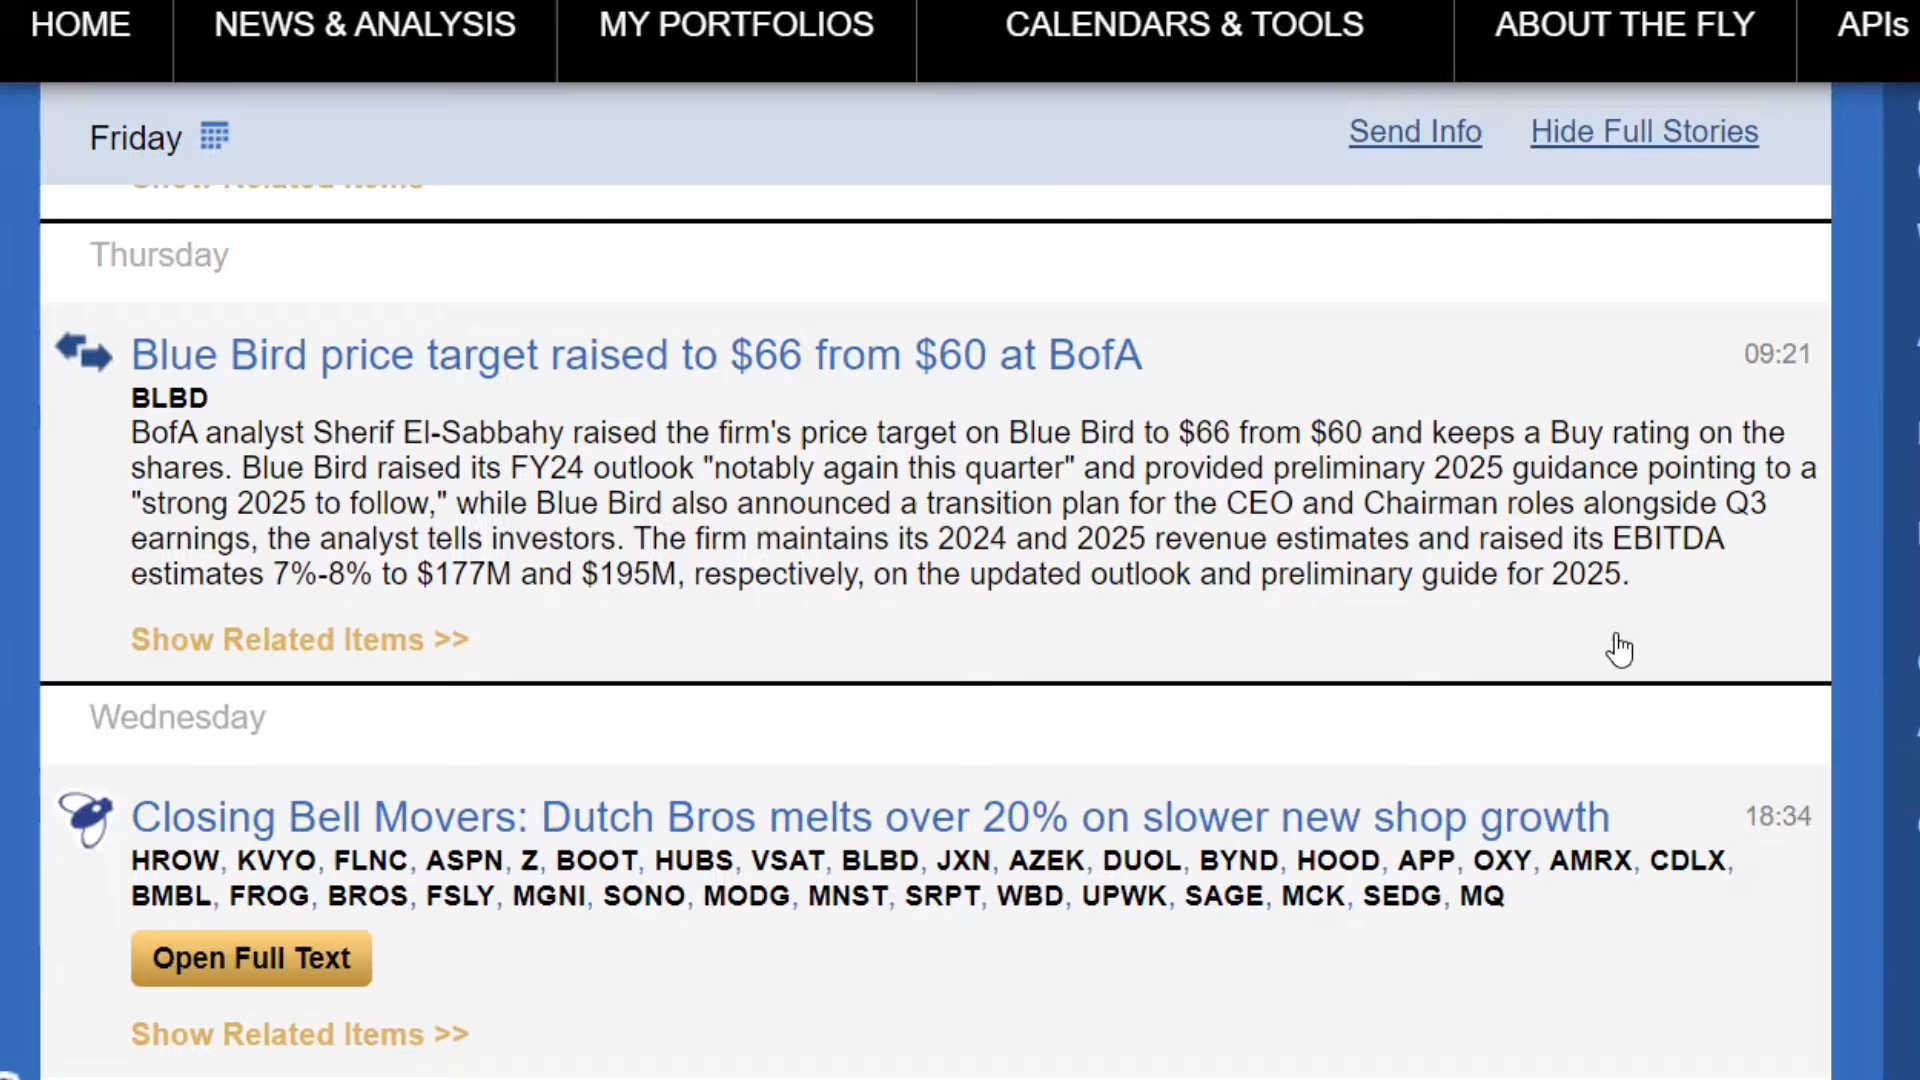 HOME NEWS & ANALYSIS MY PORTFOLIOS CALENDARS & TOOLS ABOUT THE FLY APIs
Friday Send Info Hide Full Stories
Show Related Items
Thursday
Blue Bird price target raised to $66 from $60 at BofA 09:21
BLBD
BofA analyst Sherif El-Sabbahy raised the firm's price target on Blue Bird to $66 from $60 and keeps a Buy rating on the
shares. Blue Bird raised its FY24 outlook "notably again this quarter" and provided preliminary 2025 guidance pointing to a
"strong 2025 to follow," while Blue Bird also announced a transition plan for the CEO and Chairman roles alongside Q3
earnings, the analyst tells investors. The firm maintains its 2024 and 2025 revenue estimates and raised its EBITDA
estimates 7%-8% to $177M and $195M, respectively, on the updated outlook and preliminary guide for 2025.
Show Related Items >>
Wednesday
Closing Bell Movers: Dutch Bros melts over 20% on slower new shop growth 18:34
HROW, KVYO, FLNC, ASPN, Z, BOOT, HUBS, VSAT, BLBD, JXN, AZEK, DUOL, BYND, HOOD, APP, OXY, AMRX, CDLX,
BMBL, FROG, BROS, FSLY, MGNI, SONO, MODG, MNST, SRPT, WBD, UPWK, SAGE, MCK, SEDG, MQ
Open Full Text
Show Related Items >>